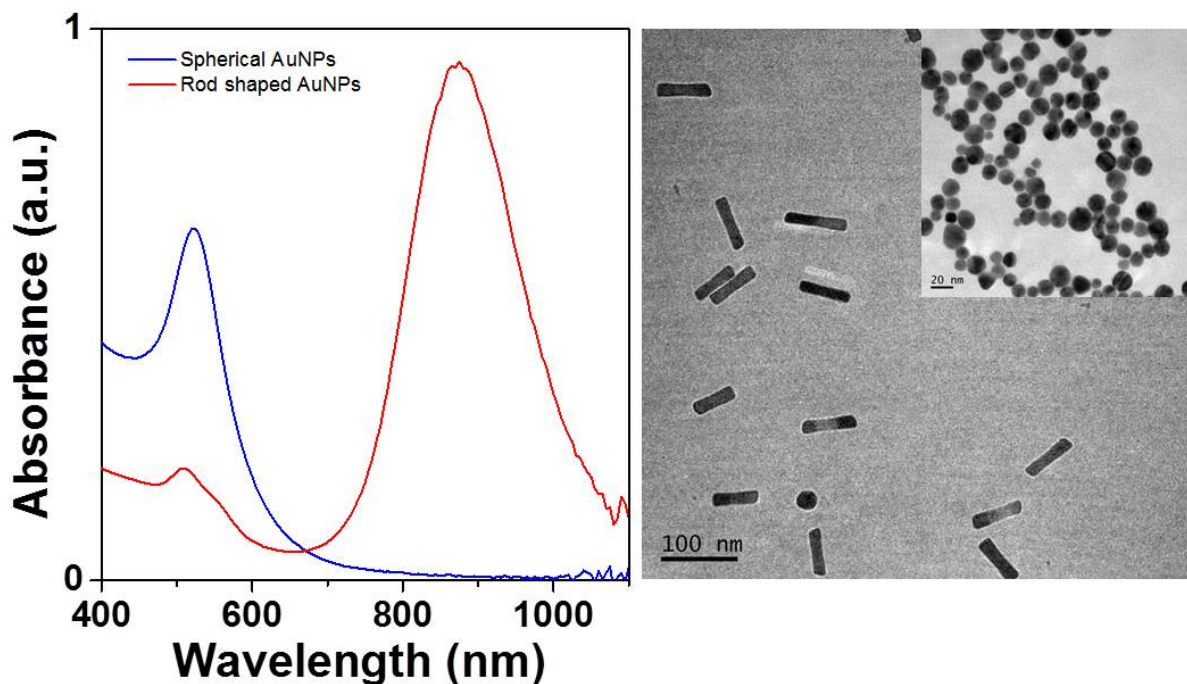 1
Spherical AuNPs
Rod shaped AuNPs
Absorbance (a.u.)
0
400 600 800 1000
Wavelength (nm)
20 nm
100 nm